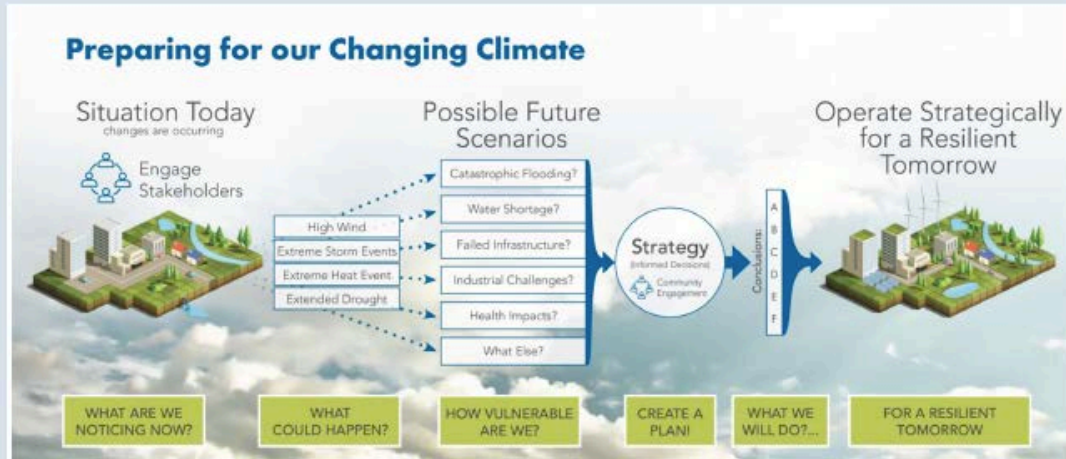 Preparing for our Changing Climate
Situation Today
changes are occurring
Engage
Stakeholders
High Wind
Extreme Storm Events
Extreme Heat Event
Extended Drought
Possible Future
Scenarios
Catastrophic Flooding?
Water Shortage?
Failed Infrastructure?
Industrial Challenges?
Health Impacts?
What Else?
Strategy
(Informed Decisions)
Community
Engagement
Conclusions:
A
B
C
D
E
F
Operate Strategically
for a Resilient
Tomorrow
WHAT ARE WE
NOTICING NOW?
WHAT
COULD HAPPEN?
HOW VULNERABLE
ARE WE?
CREATE A
PLAN!
WHAT WE
WILL DO?...
FOR A RESILIENT
TOMORROW